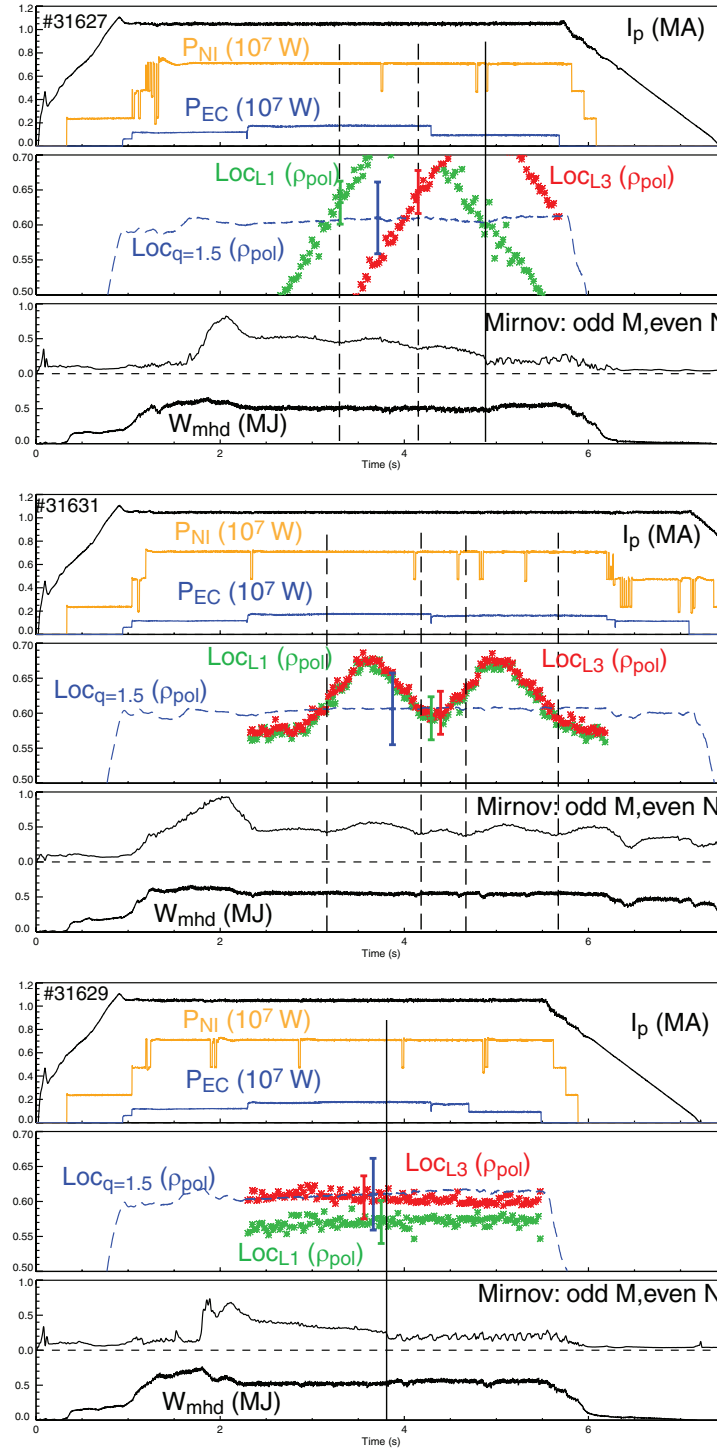 #31627
I_p (MA)
P_NI (10^7 W)
P_EC (10^7 W)
1.2
1.0
0.8
0.6
0.4
0.2
0.0
0.70
0.65
0.60
0.55
0.50
Loc_L1 (ρ_pol)
Loc_L3 (ρ_pol)
Loc_q=1.5 (ρ_pol)
Mirnov: odd M,even N
1.0
0.5
0.0
W_mhd (MJ)
0.5
0.0
0 2 4 6
Time (s)
#31631
P_NI (10^7 W)
I_p (MA)
P_EC (10^7 W)
1.2
1.0
0.8
0.6
0.4
0.2
0.0
0.70
0.65
0.60
0.55
0.50
Loc_L1 (ρ_pol)
Loc_L3 (ρ_pol)
Loc_q=1.5 (ρ_pol)
Mirnov: odd M,even N
1.0
0.5
0.0
W_mhd (MJ)
0.5
0.0
0 2 4 6
Time (s)
#31629
P_NI (10^7 W)
I_p (MA)
P_EC (10^7 W)
1.2
1.0
0.8
0.6
0.4
0.2
0.0
0.70
0.65
0.60
0.55
0.50
Loc_q=1.5 (ρ_pol)
Loc_L3 (ρ_pol)
Loc_L1 (ρ_pol)
Mirnov: odd M,even N
1.0
0.5
0.0
W_mhd (MJ)
0.5
0.0
0 2 4 6
Time (s)